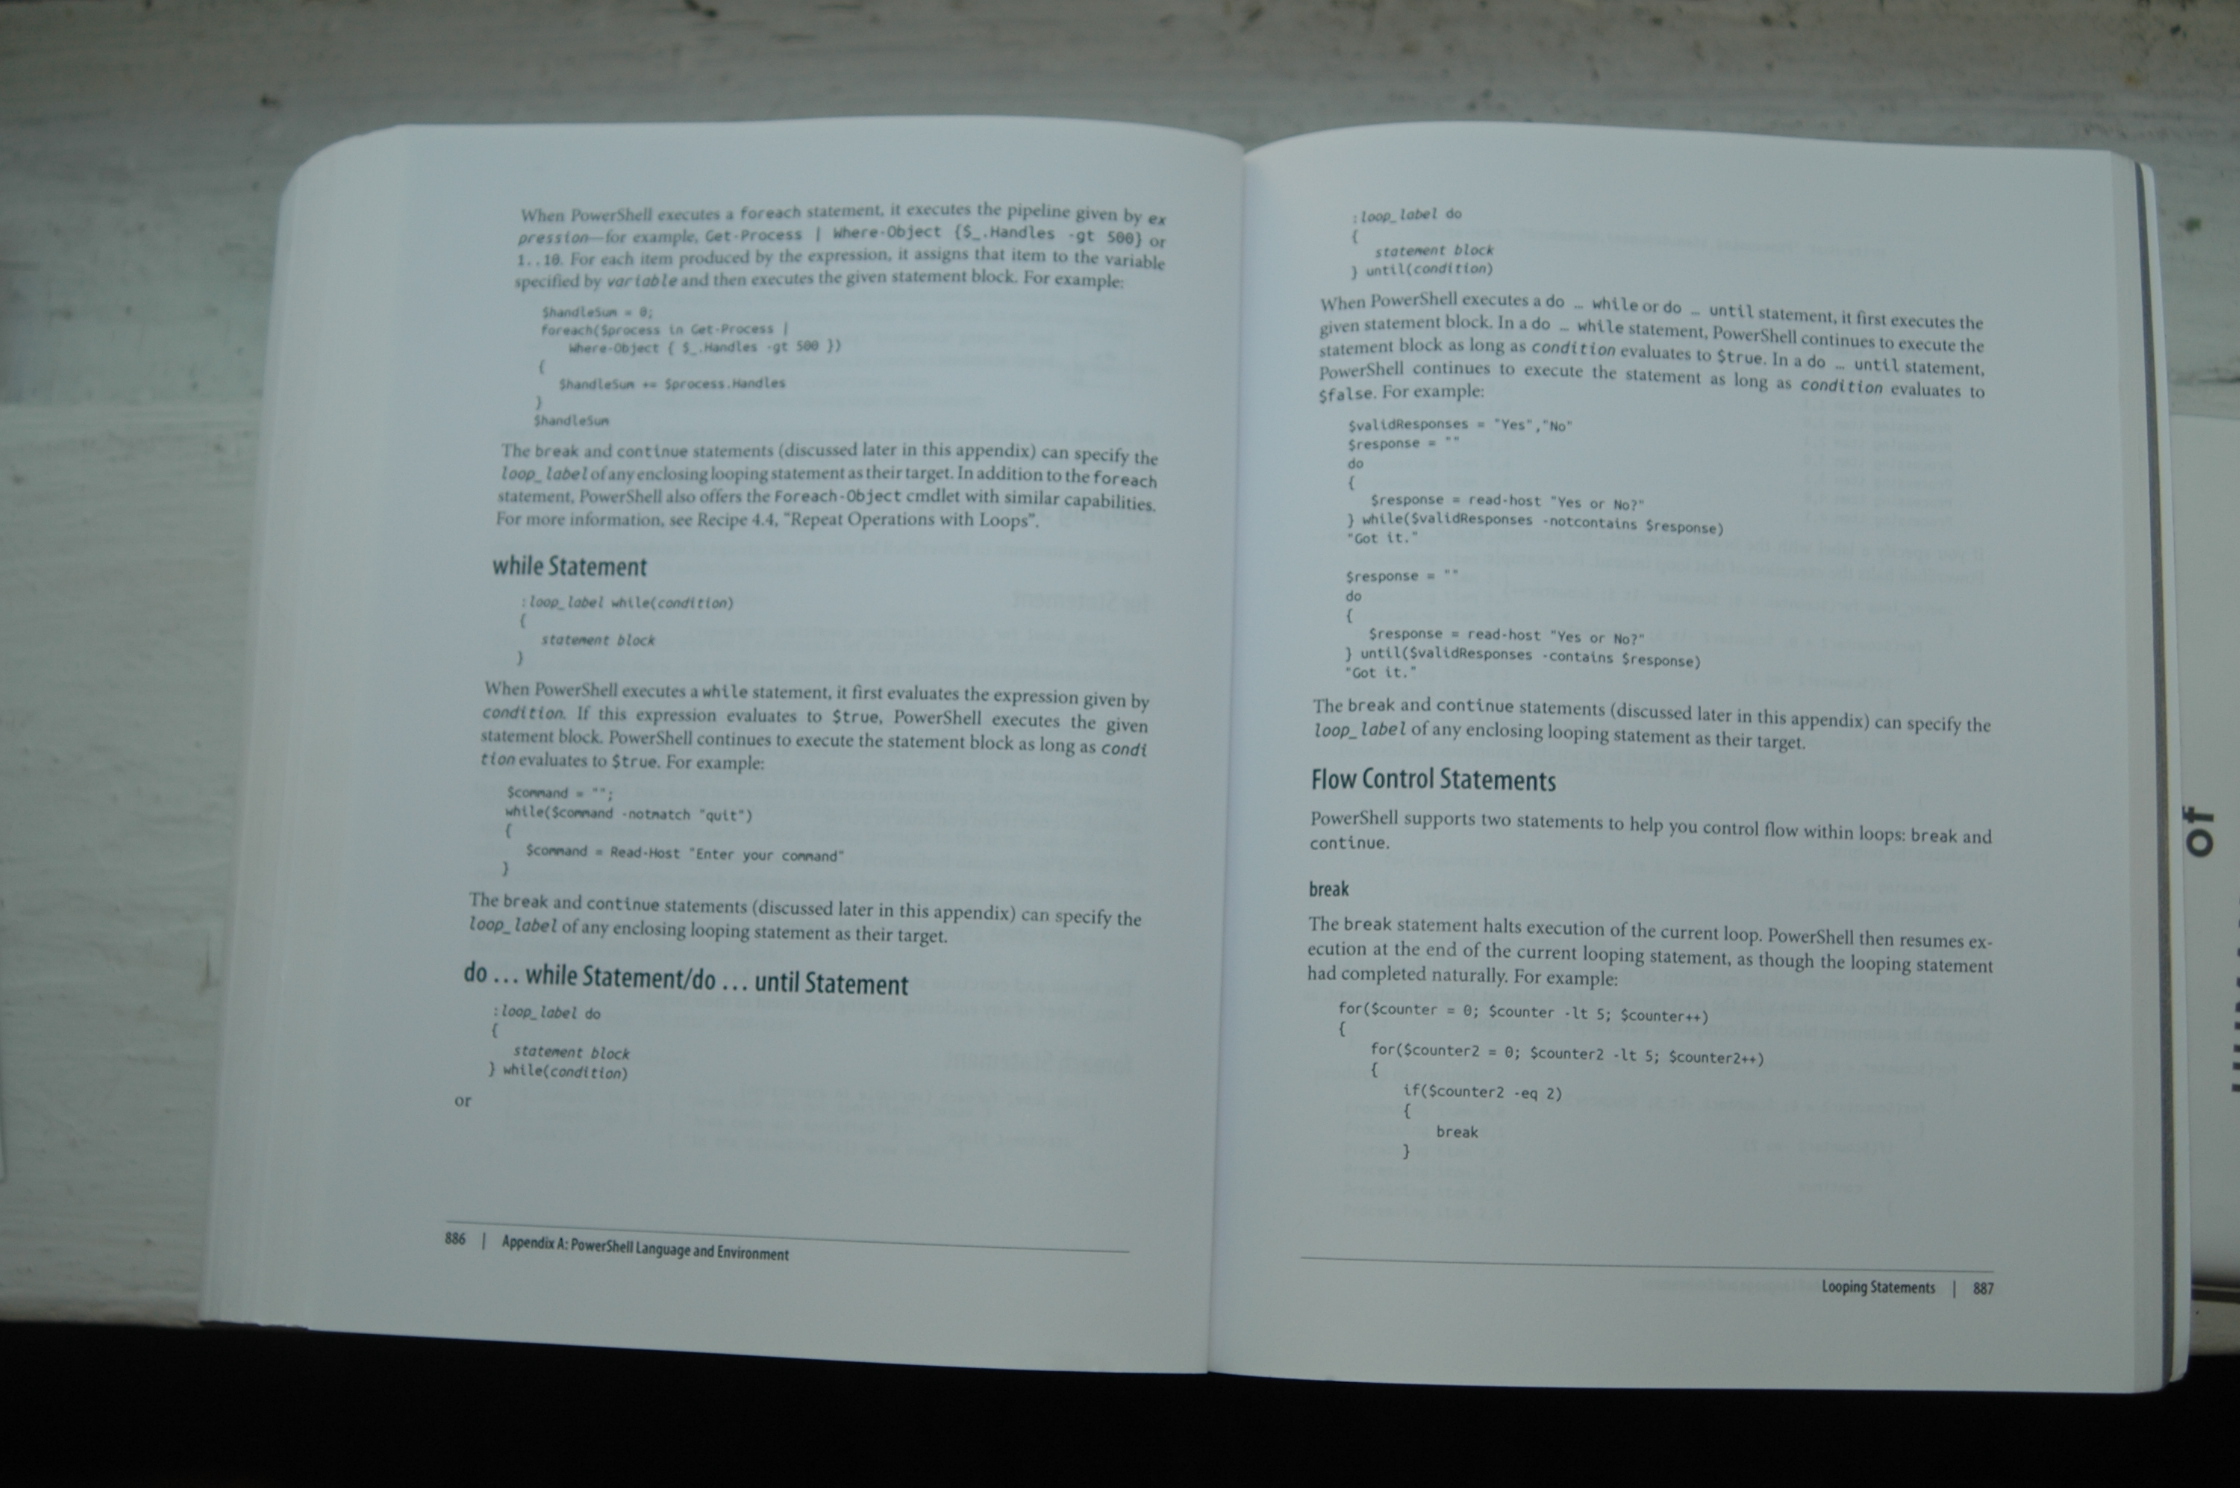 When PowerShell executes a foreach statement, it executes the pipeline given by ex
pression—for example, Get-Process | Where-Object {$_.Handles -gt 500} or
1..10. For each item produced by the expression, it assigns that item to the variable
specified by variable and then executes the given statement block. For example:
$handleSum = 0;
foreach($process in Get-Process |
Where-Object { $_.Handles -gt 500 })
{
$handleSum += $process.Handles
}
$handleSum
The break and continue statements (discussed later in this appendix) can specify the
loop_label of any enclosing looping statement as their target. In addition to the foreach
statement, PowerShell also offers the Foreach-Object cmdlet with similar capabilities.
For more information, see Recipe 4.4, “Repeat Operations with Loops”.
while Statement
:loop_label while(condition)
{
statement block
}
When PowerShell executes a while statement, it first evaluates the expression given by
condition. If this expression evaluates to $true, PowerShell executes the given
statement block. PowerShell continues to execute the statement block as long as condi
tion evaluates to $true. For example:
$command = "";
while($command -notmatch "quit")
{
$command = Read-Host "Enter your command"
}
The break and continue statements (discussed later in this appendix) can specify the
loop_label of any enclosing looping statement as their target.
do … while Statement/do … until Statement
:loop_label do
{
statement block
} while(condition)
or
886 | Appendix A: PowerShell Language and Environment
:loop_label do
{
statement block
} until(condition)
When PowerShell executes a do … while or do … until statement, it first executes the
given statement block. In a do … while statement, PowerShell continues to execute the
statement block as long as condition evaluates to $true. In a do … until statement,
PowerShell continues to execute the statement as long as condition evaluates to
$false. For example:
$validResponses = "Yes","No"
$response = ""
do
{
$response = read-host "Yes or No?"
} while($validResponses -notcontains $response)
"Got it."
$response = ""
do
{
$response = read-host "Yes or No?"
} until($validResponses -contains $response)
"Got it."
The break and continue statements (discussed later in this appendix) can specify the
loop_label of any enclosing looping statement as their target.
Flow Control Statements
PowerShell supports two statements to help you control flow within loops: break and
continue.
break
The break statement halts execution of the current loop. PowerShell then resumes ex-
ecution at the end of the current looping statement, as though the looping statement
had completed naturally. For example:
for($counter = 0; $counter -lt 5; $counter++)
{
for($counter2 = 0; $counter2 -lt 5; $counter2++)
{
if($counter2 -eq 2)
{
break
}
Looping Statements | 887
of